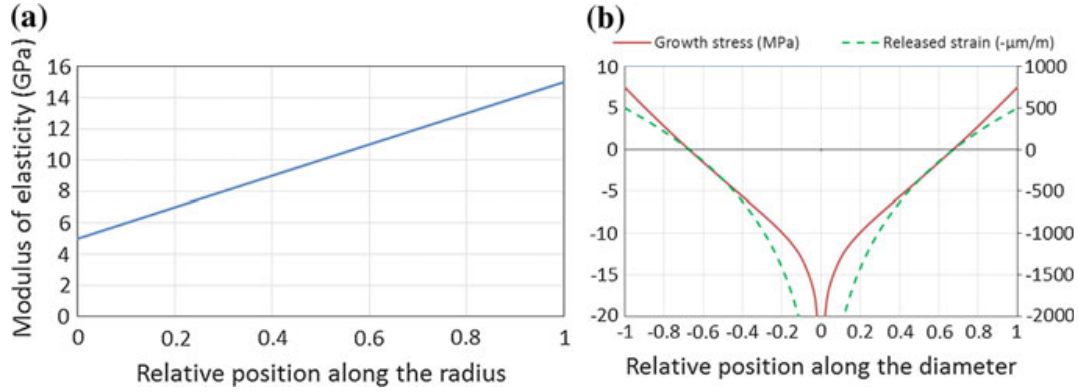 (a)
Modulus of elasticity (GPa)
16
14
12
10
8
6
4
2
0
0 0.2 0.4 0.6 0.8 1
Relative position along the radius
(b)
Growth stress (MPa) Released strain (-μm/m)
10 1000
5 500
0 0
-5 -500
-10 -1000
-15 -1500
-20 -2000
-1 -0.8 -0.6 -0.4 -0.2 0 0.2 0.4 0.6 0.8 1
Relative position along the diameter